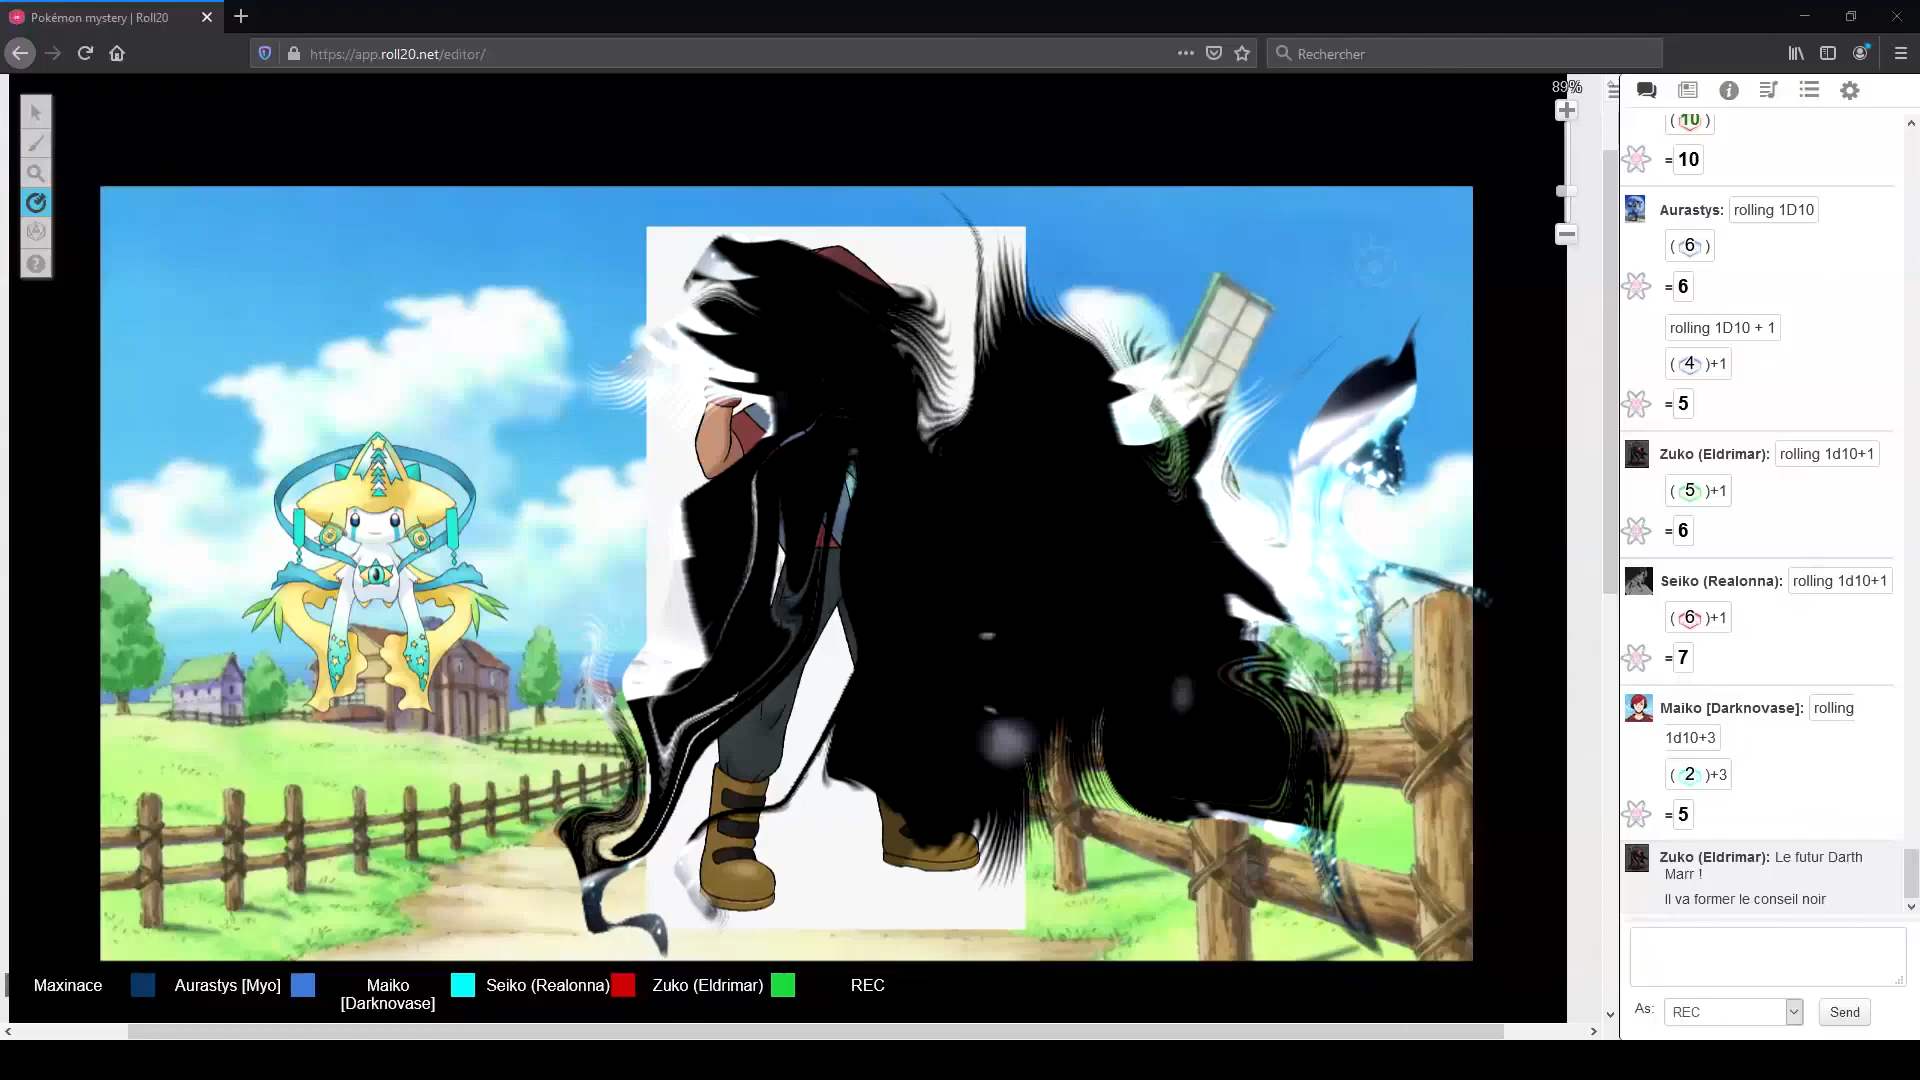 Pokémon mystery | Roll20
https://app.roll20.net/editor/
Rechercher
89%
(10)
=10
Aurastys: rolling 1D10
(6)
=6
rolling 1D10 + 1
(4)+1
=5
Zuko (Eldrimar): rolling 1d10+1
(5)+1
=6
Seiko (Realonna): rolling 1d10+1
(6)+1
=7
Maiko [Darknovase]: rolling
1d10+3
(2)+3
=5
Zuko (Eldrimar): Le futur Darth
Marr !
Il va former le conseil noir
Maxinace
Aurastys [Myo]
Maiko
[Darknovase]
Seiko (Realonna)
Zuko (Eldrimar)
REC
As: REC
Send